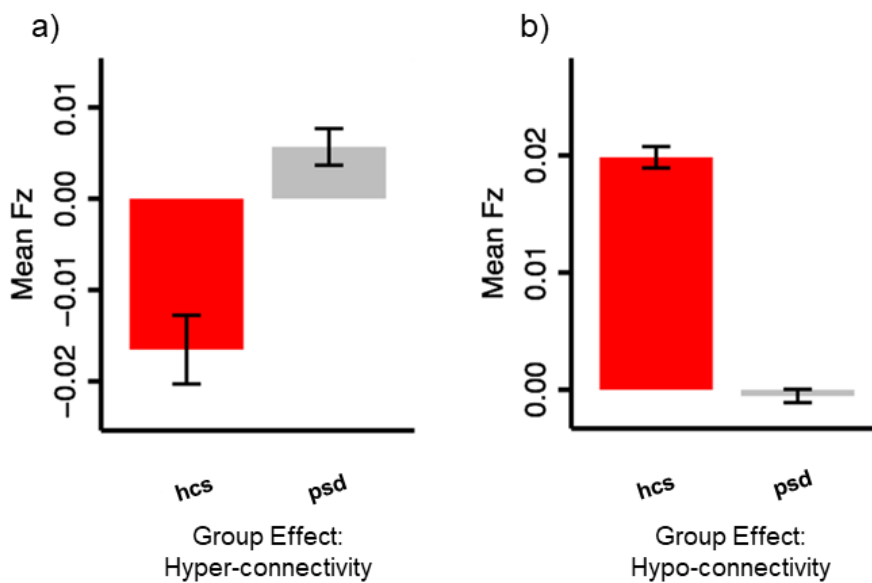 a)
Mean Fz
0.01
0.00
−0.01
−0.02
hcs
psd
Group Effect:
Hyper-connectivity
b)
Mean Fz
0.02
0.01
0.00
hcs
psd
Group Effect:
Hypo-connectivity